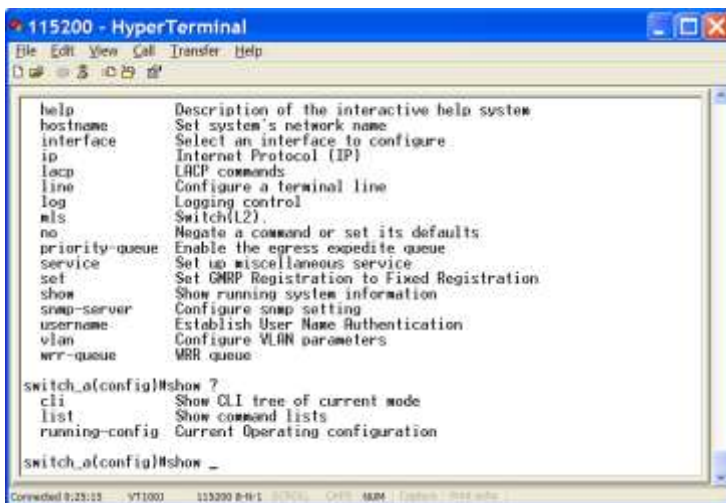 115200 - HyperTerminal
File Edit View Call Transfer Help
help Description of the interactive help system
hostname Set system's network name
interface Select an interface to configure
ip Internet Protocol (IP)
lacp LACP commands
line Configure a terminal line
log Logging control
mls Switch(L2).
no Negate a command or set its defaults
priority-queue Enable the egress expedite queue
service Set up miscellaneous service
set Set GMRP Registration to Fixed Registration
show Show running system information
snmp-server Configure snmp setting
username Establish User Name Authentication
vlan Configure VLAN parameters
wrr-queue WRR queue
switch_a(config)#show ?
cli Show CLI tree of current mode
list Show command lists
running-config Current Operating configuration
switch_a(config)#show _
Connected 0:25:15 VT100J 115200 8-N-1 SCROLL CAPS NUM Capture Print echo